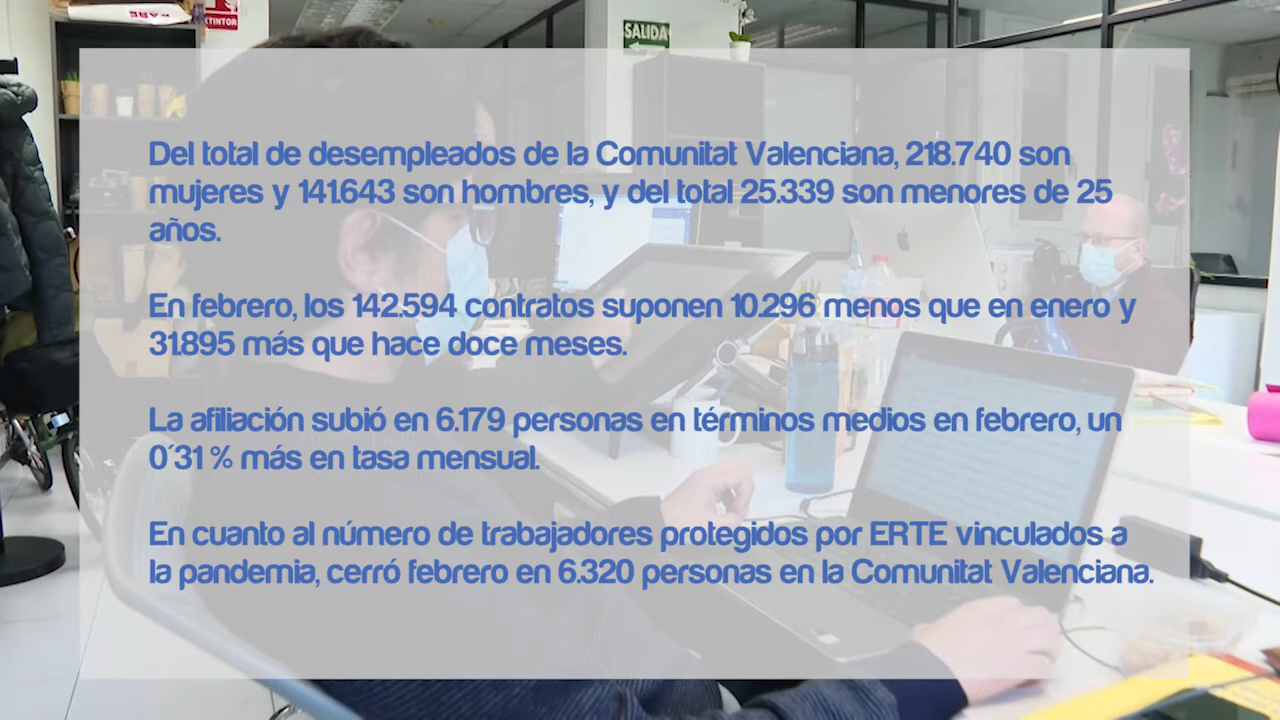 EXTINTOR
SALIDA
Del total de desempleados de la Comunitat Valenciana, 218.740 son
mujeres y 141.643 son hombres, y del total 25.339 son menores de 25
años.
En febrero, los 142.594 contratos suponen 10.296 menos que en enero y
31.895 más que hace doce meses.
La afiliación subió en 6.179 personas en términos medios en febrero, un
0´31 % más en tasa mensual.
En cuanto al número de trabajadores protegidos por ERTE vinculados a
la pandemia, cerró febrero en 6.320 personas en la Comunitat Valenciana.